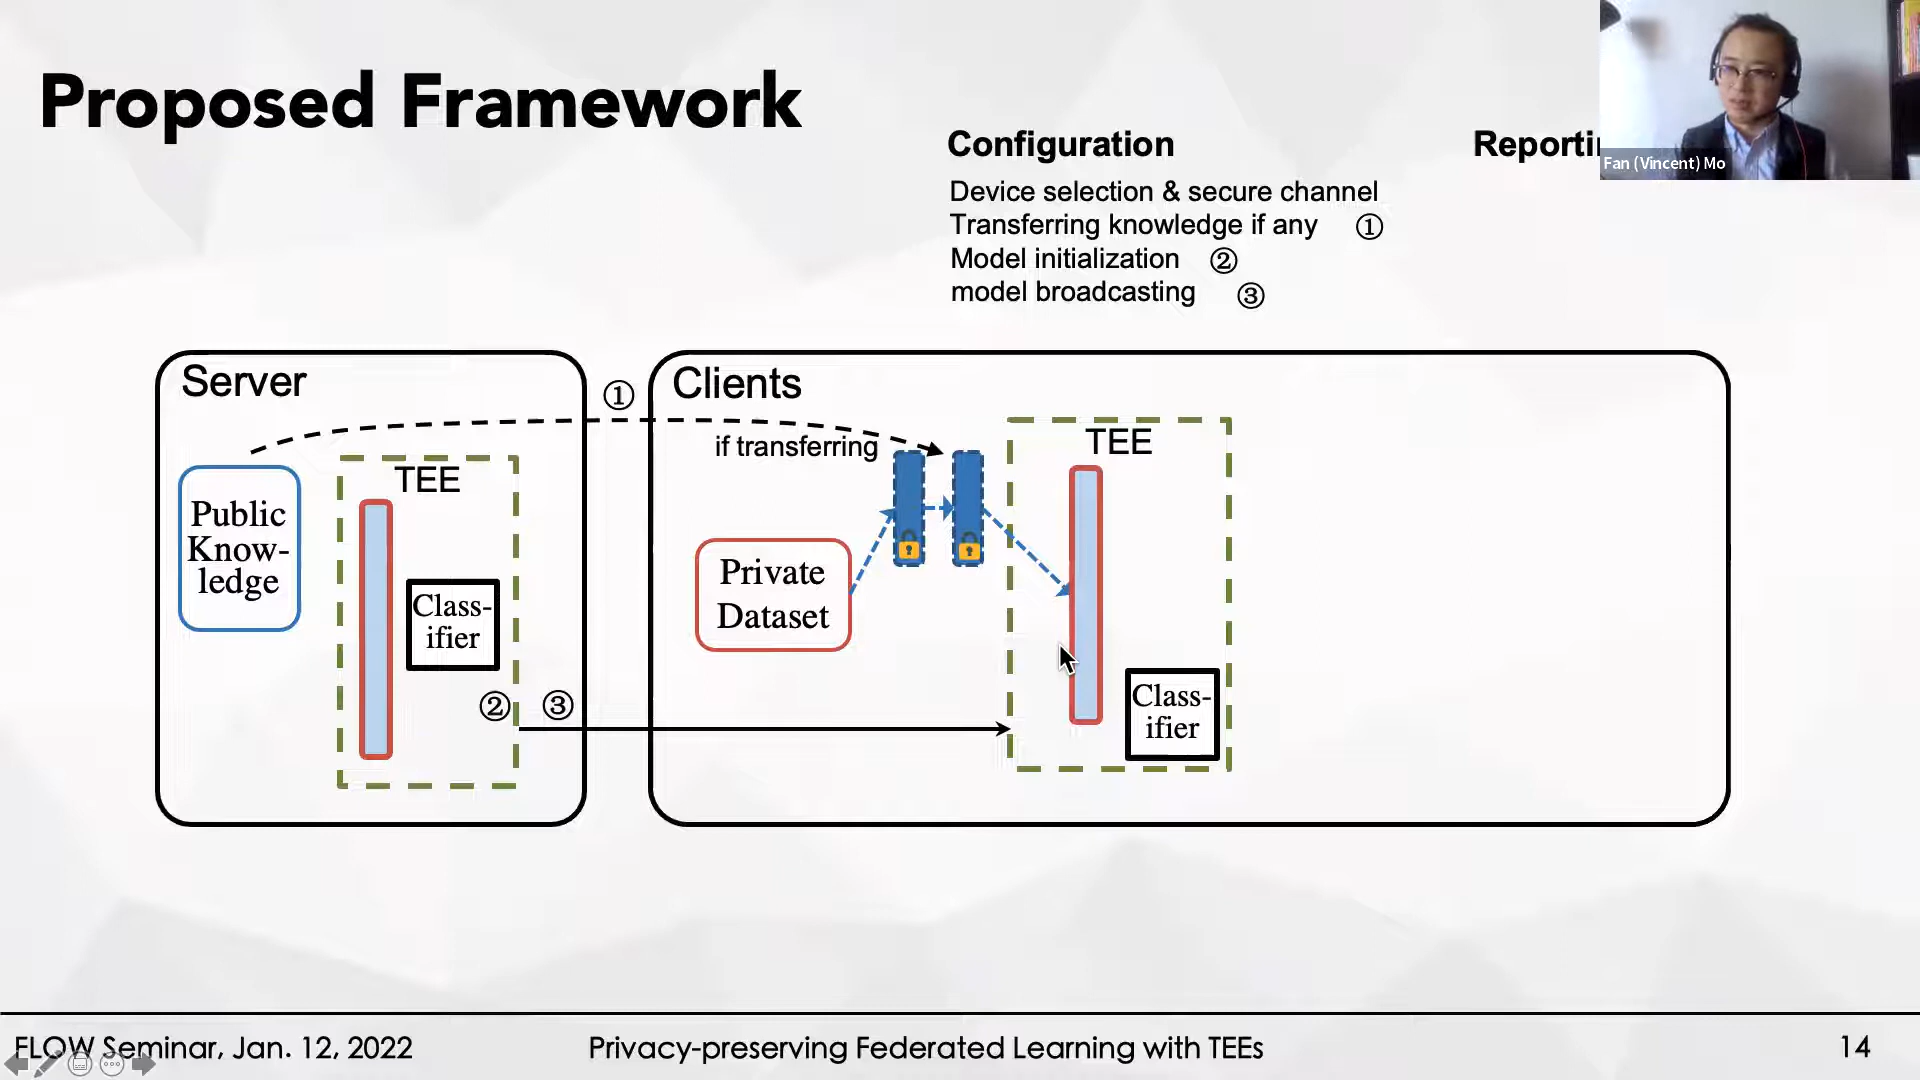 Proposed Framework
Configuration
Reporti
Fan (Vincent) Mo
Device selection & secure channel
Transferring knowledge if any ①
Model initialization ②
model broadcasting ③
Server
①
Clients
if transferring
TEE
TEE
Public
Know-
ledge
Class-
ifier
Private
Dataset
② ③
Class-
ifier
FLOW Seminar, Jan. 12, 2022
Privacy-preserving Federated Learning with TEEs
14